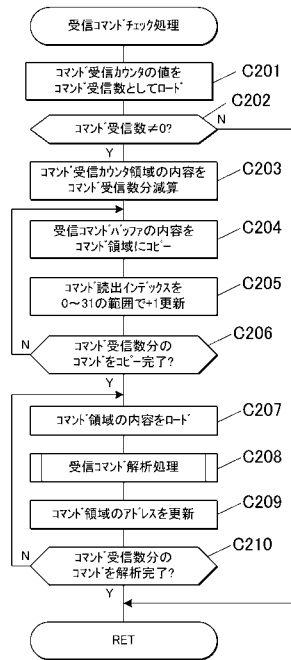 受信コマンドチェック処理
コマンド受信カウンタの値を
コマンド受信数としてロード
C201
コマンド受信数≠0?
C202
N
Y
コマンド受信カウンタ領域の内容を
コマンド受信数分減算
C203
受信コマンドバッファの内容を
コマンド領域にコピー
C204
コマンド読出インデックスを
0～31の範囲で+1更新
C205
コマンド受信数分の
コマンドをコピー完了?
C206
N
Y
コマンド領域の内容をロード
C207
受信コマンド解析処理
C208
コマンド領域のアドレスを更新
C209
コマンド受信数分の
コマンドを解析完了?
C210
N
Y
RET